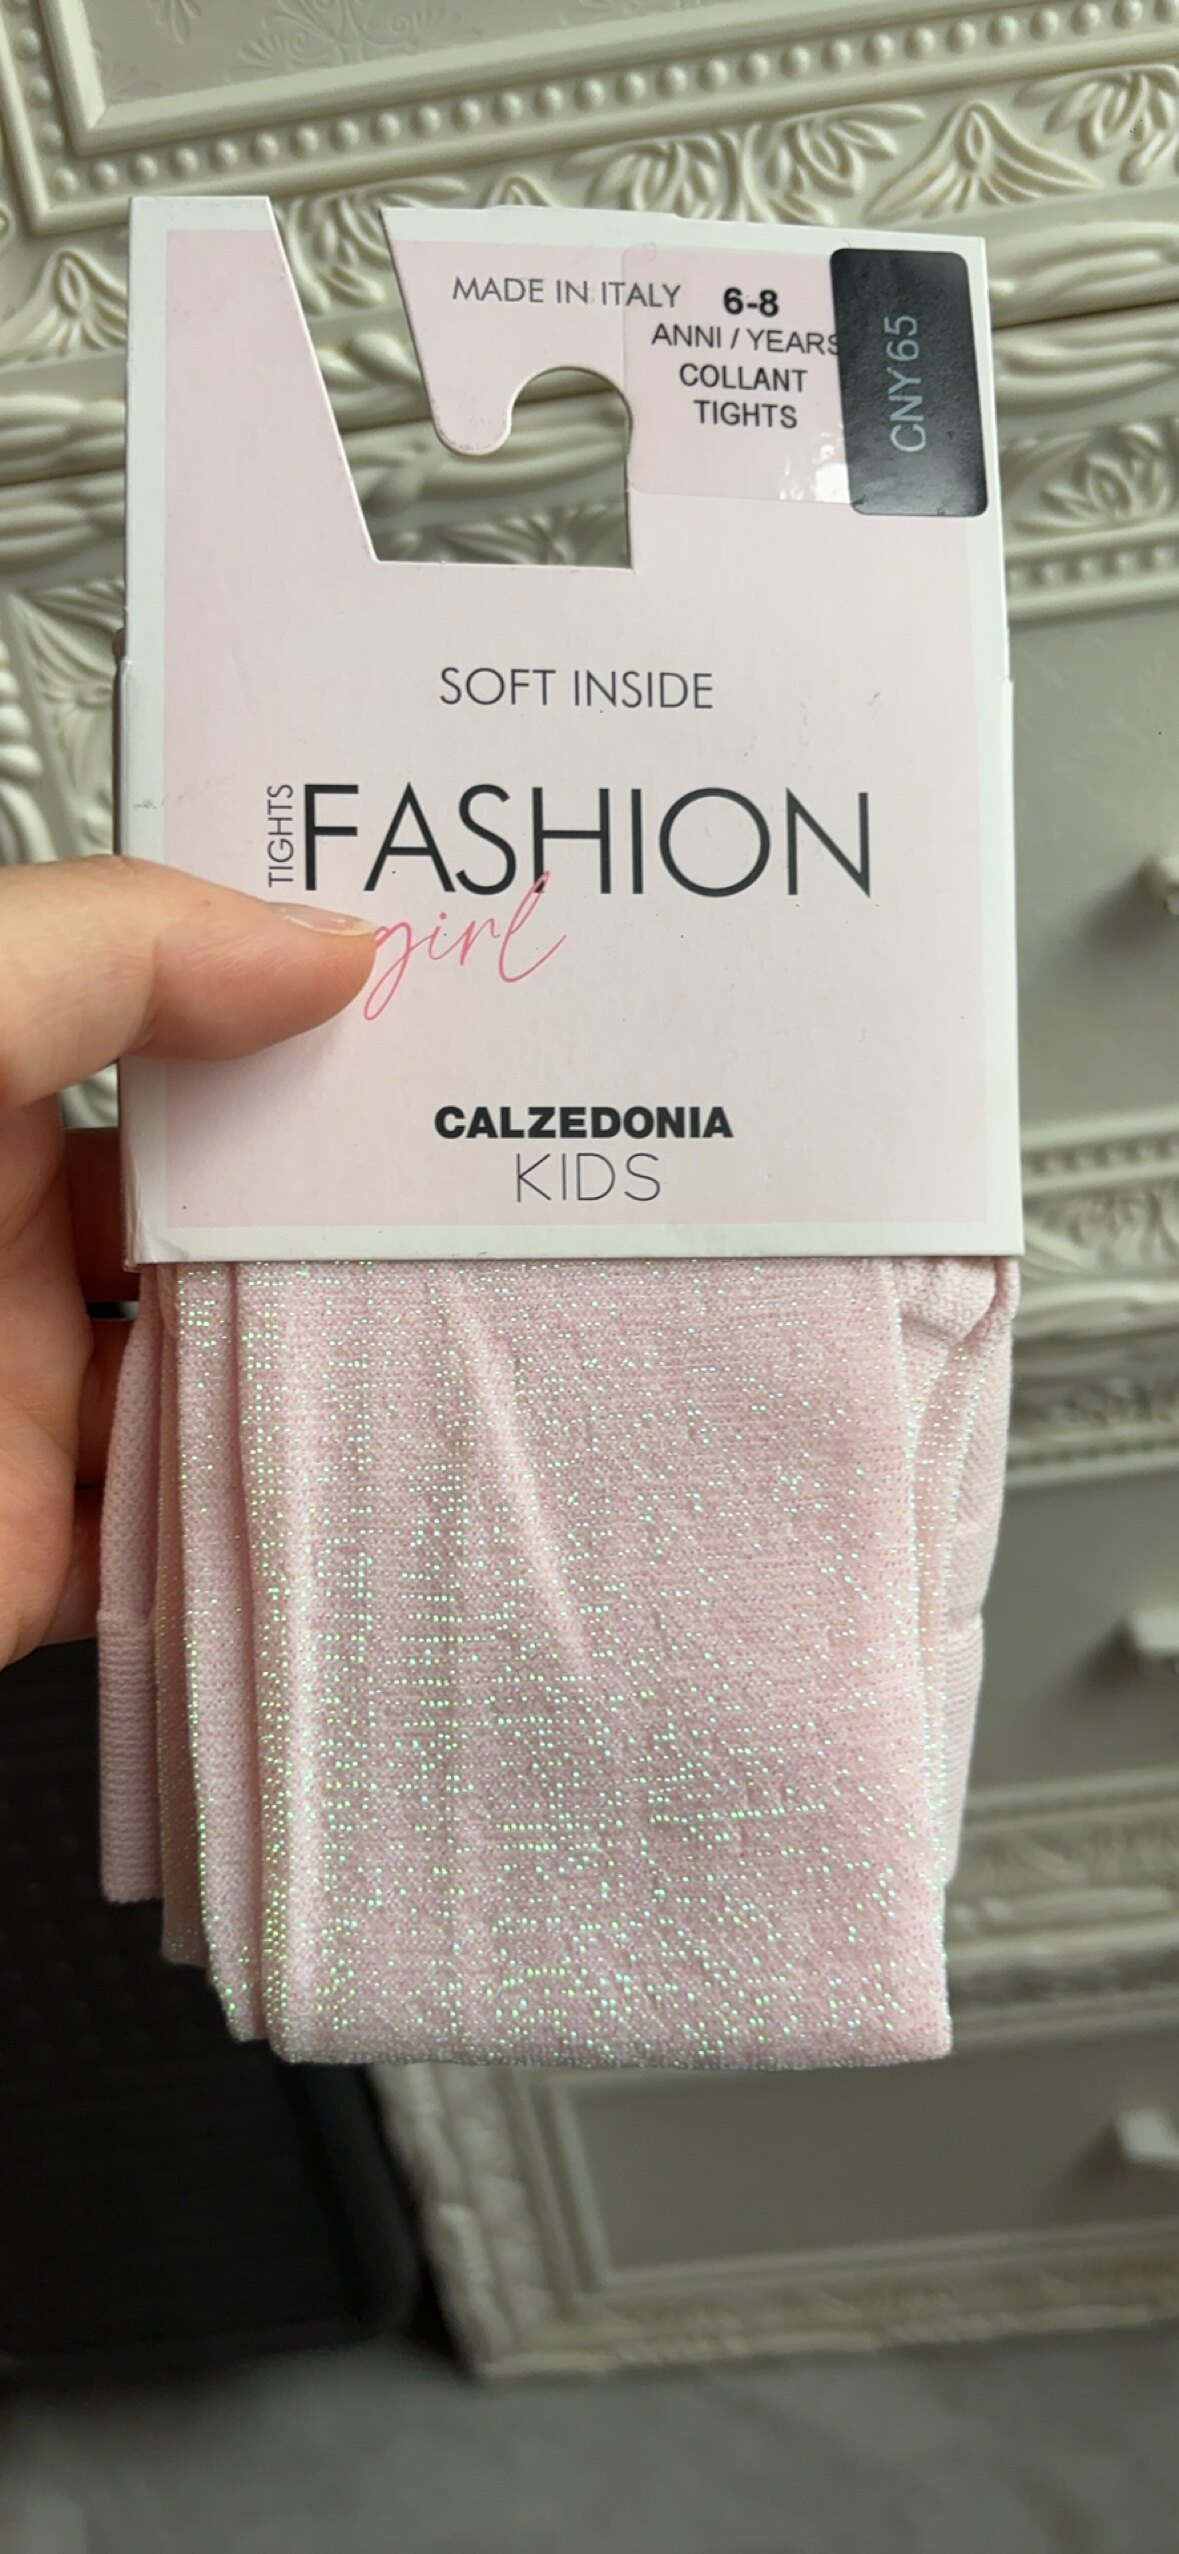 MADE IN ITALY
6-8
ANNI / YEARS
COLLANT
TIGHTS
CNY65
SOFT INSIDE
TIGHTS
FASHION
girl
CALZEDONIA
KIDS